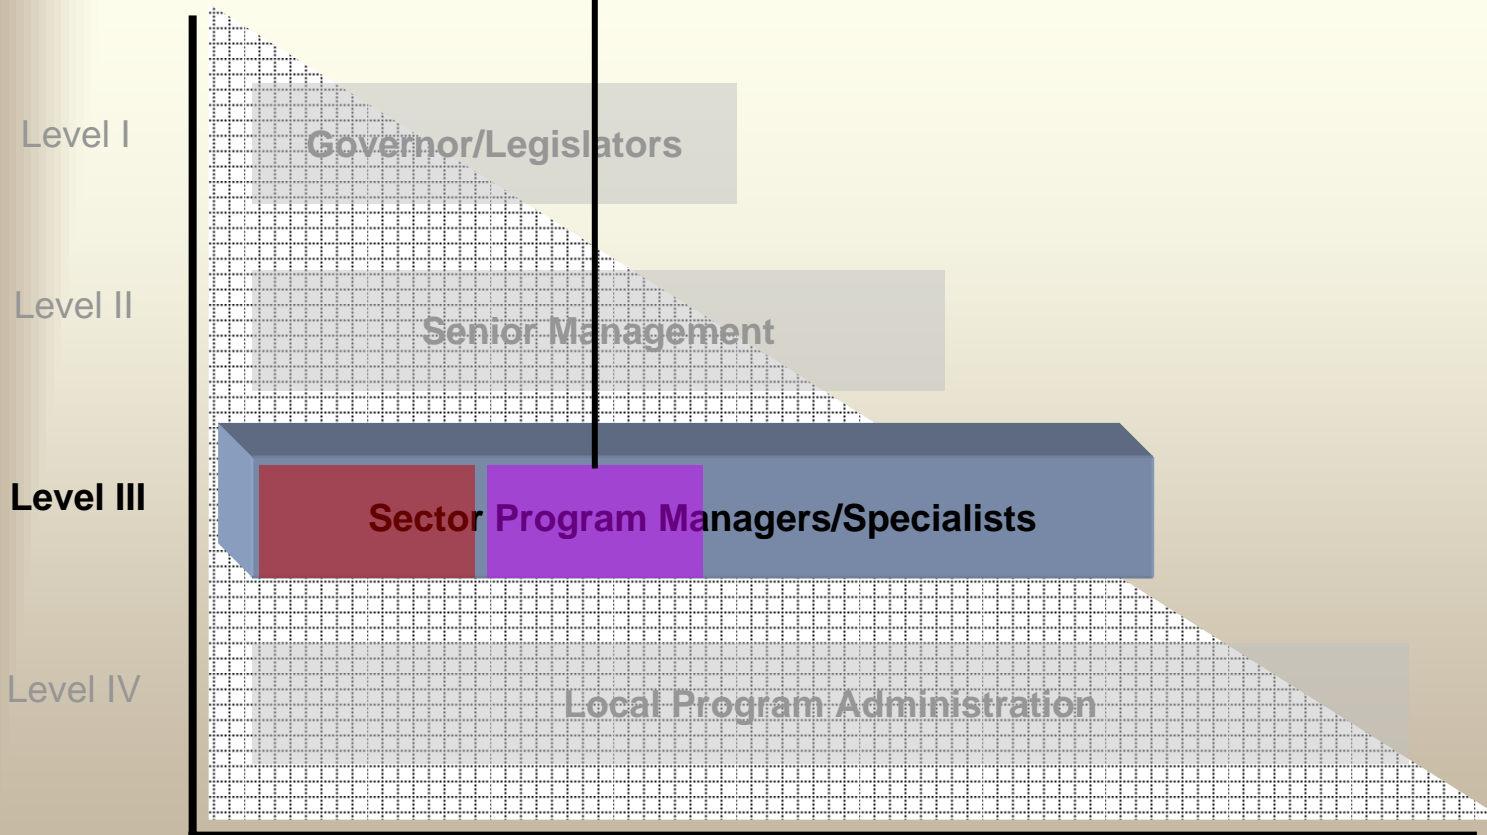 Level I
Governor/Legislators
Level II
Senior Management
Level III
Sector Program Managers/Specialists
Level IV
Local Program Administration